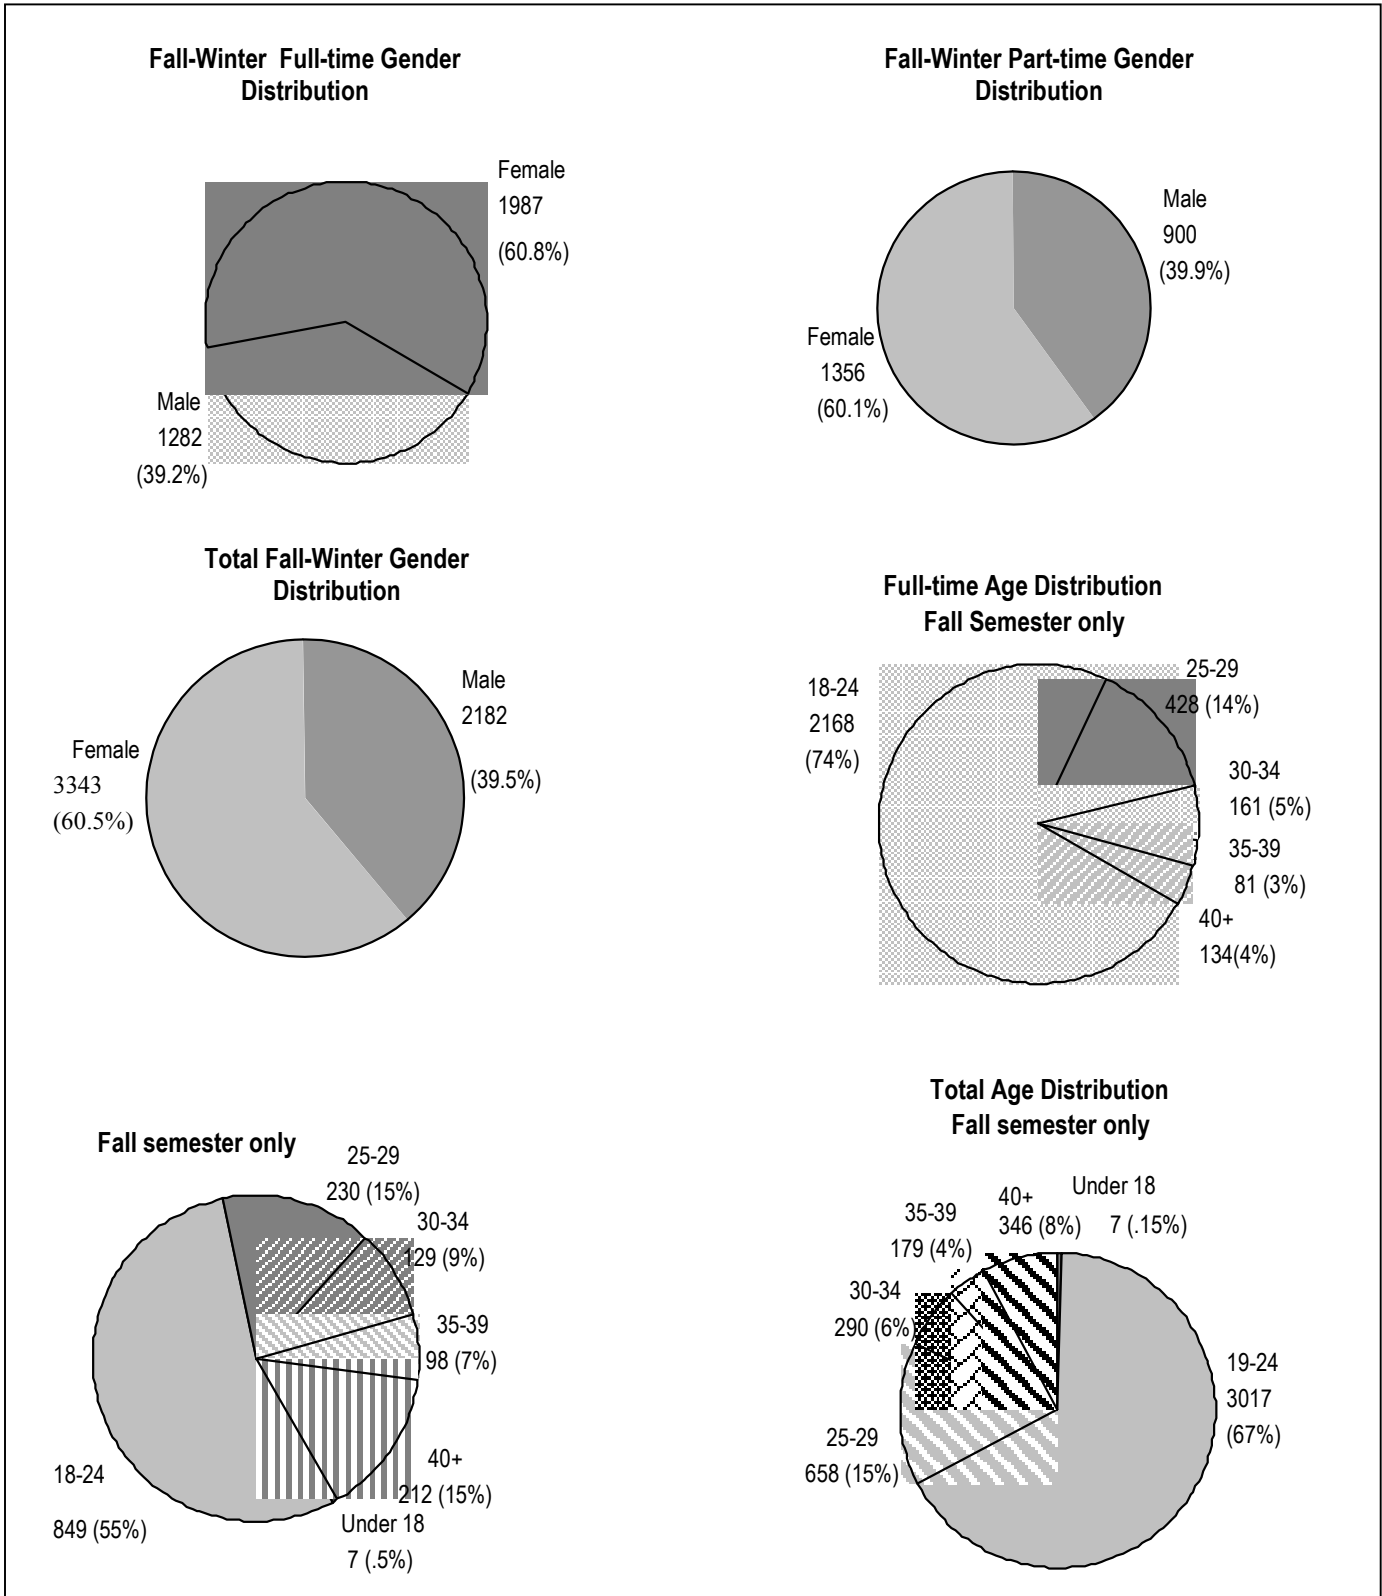 Fall-Winter Full-time Gender
Distribution
Female
1987
(60.8%)
Male
1282
(39.2%)
Fall-Winter Part-time Gender
Distribution
Male
900
(39.9%)
Female
1356
(60.1%)
Total Fall-Winter Gender
Distribution
Male
2182
(39.5%)
Female
3343
(60.5%)
Full-time Age Distribution
Fall Semester only
18-24
2168
(74%)
25-29
428 (14%)
30-34
161 (5%)
35-39
81 (3%)
40+
134(4%)
Fall semester only
25-29
230 (15%)
30-34
129 (9%)
35-39
98 (7%)
40+
212 (15%)
Under 18
7 (.5%)
18-24
849 (55%)
Total Age Distribution
Fall semester only
Under 18
7 (.15%)
40+
346 (8%)
35-39
179 (4%)
30-34
290 (6%)
25-29
658 (15%)
19-24
3017
(67%)